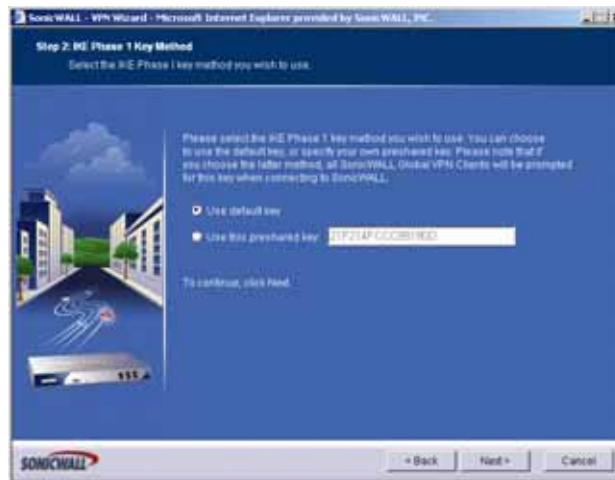 SonicWALL - VPN Wizard - Microsoft Internet Explorer provided by SonicWALL, INC.
Step 2: IKE Phase 1 Key Method
Select the IKE Phase I key method you wish to use.
Please select the IKE Phase 1 key method you wish to use. You can choose
to use the default key, or specify your own preshared key. Please note that if
you choose the latter method, all SonicWALL Global VPN Clients will be prompted
for this key when connecting to SonicWALL.
Use default key
Use this preshared key:
To continue, click Next.
SONICWALL
< Back
Next >
Cancel